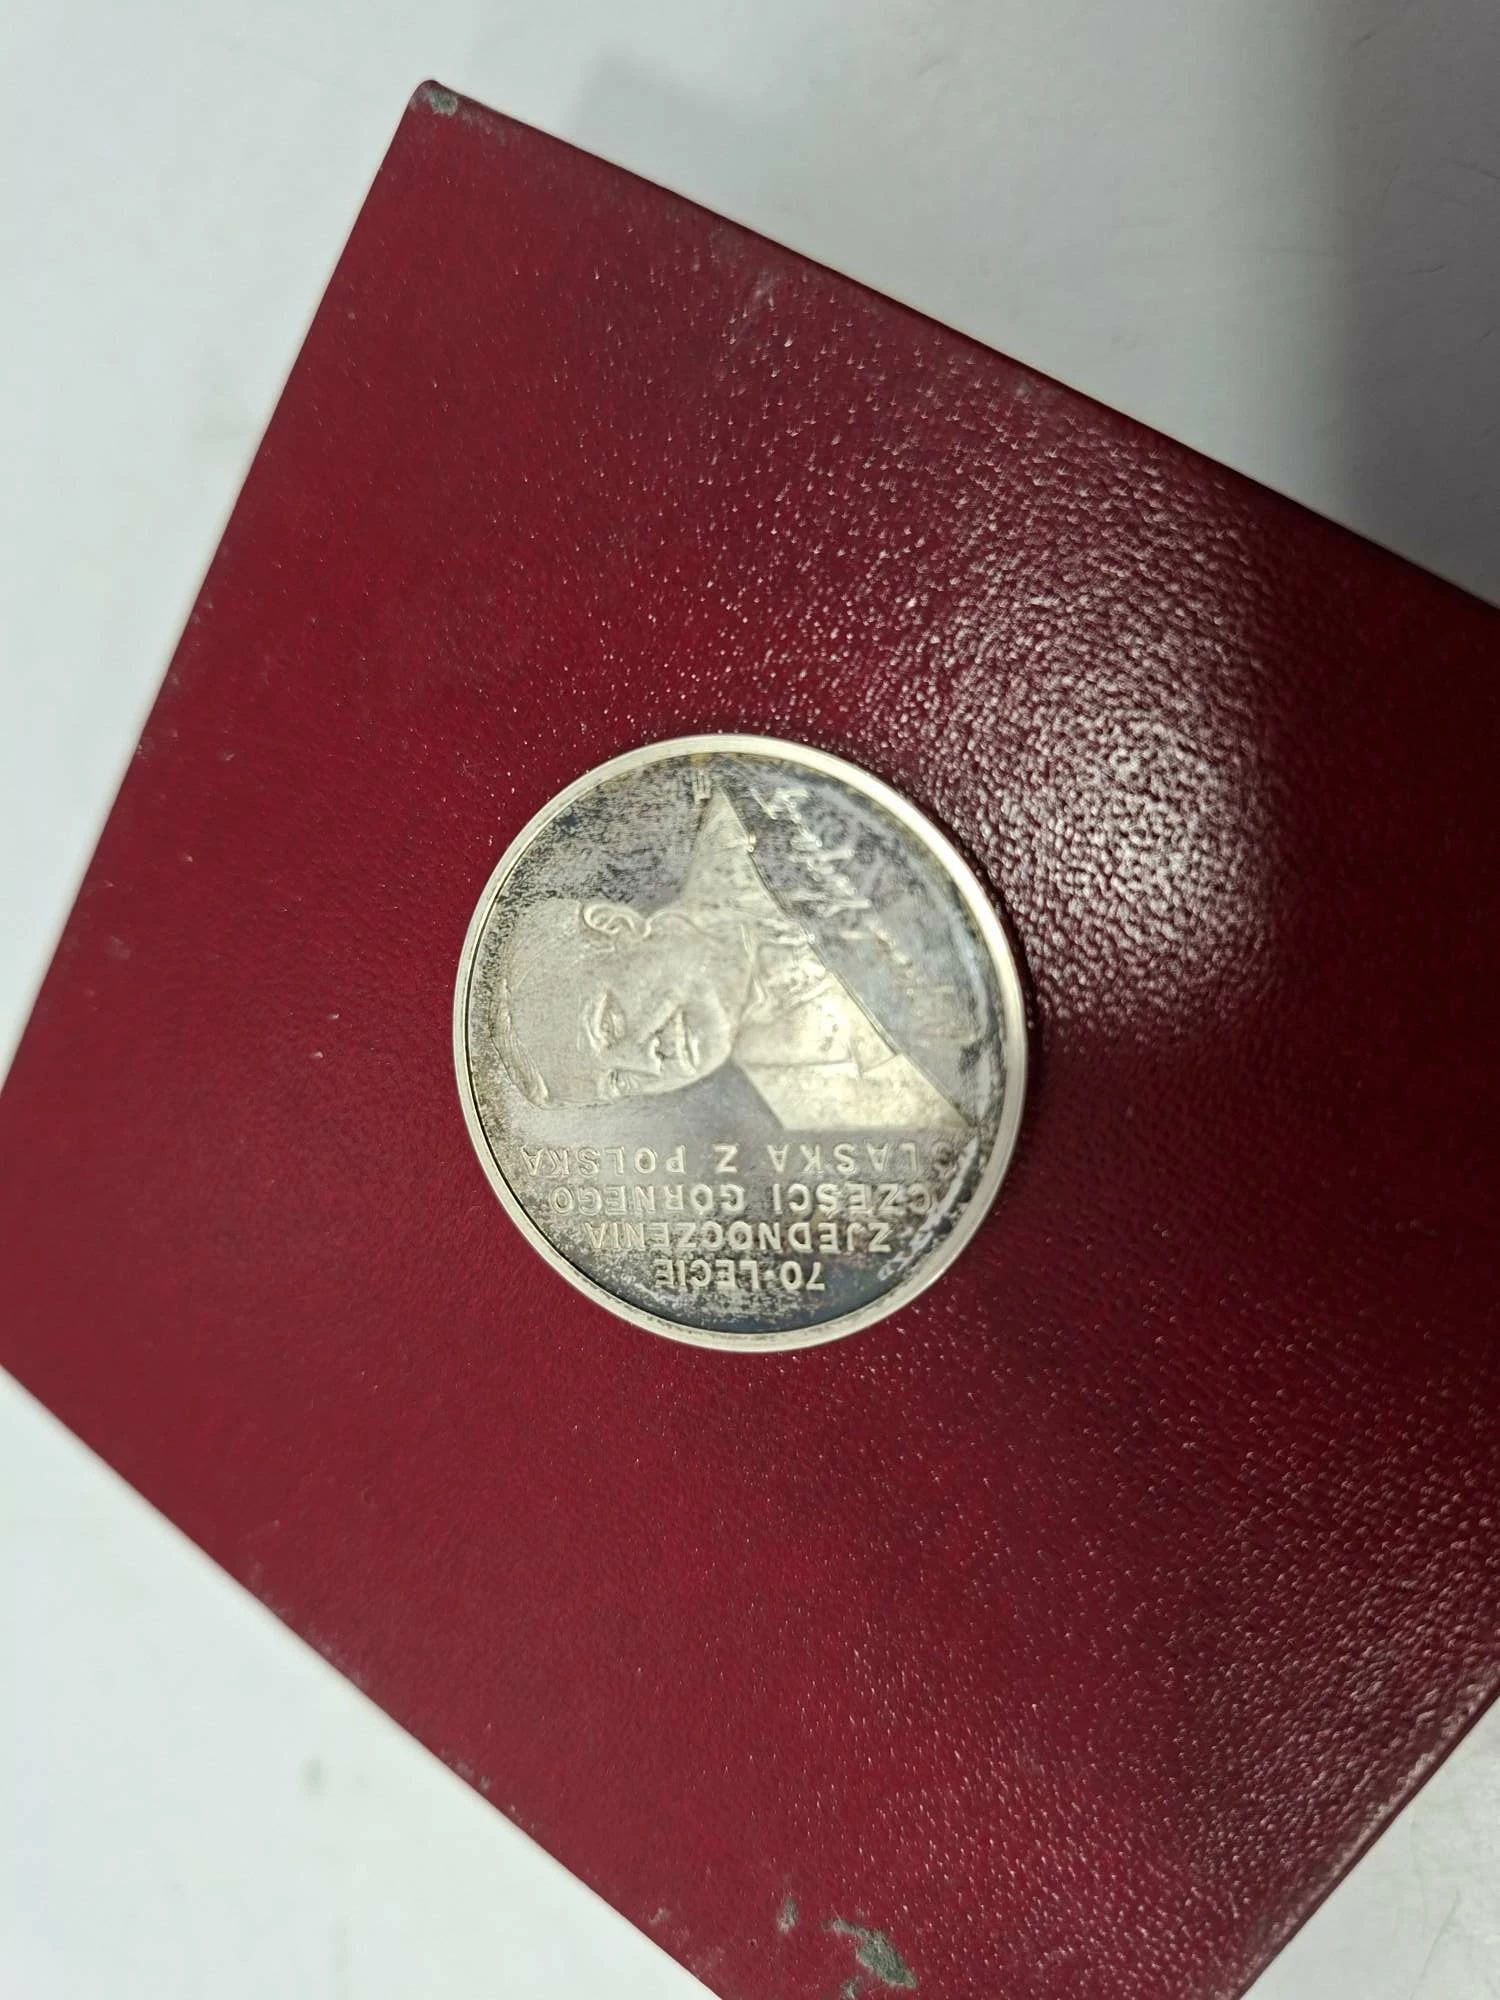 70-LECIE
ZJEDNOCZENIA
CZĘŚCI GÓRNEGO
ŚLĄSKA Z POLSKĄ